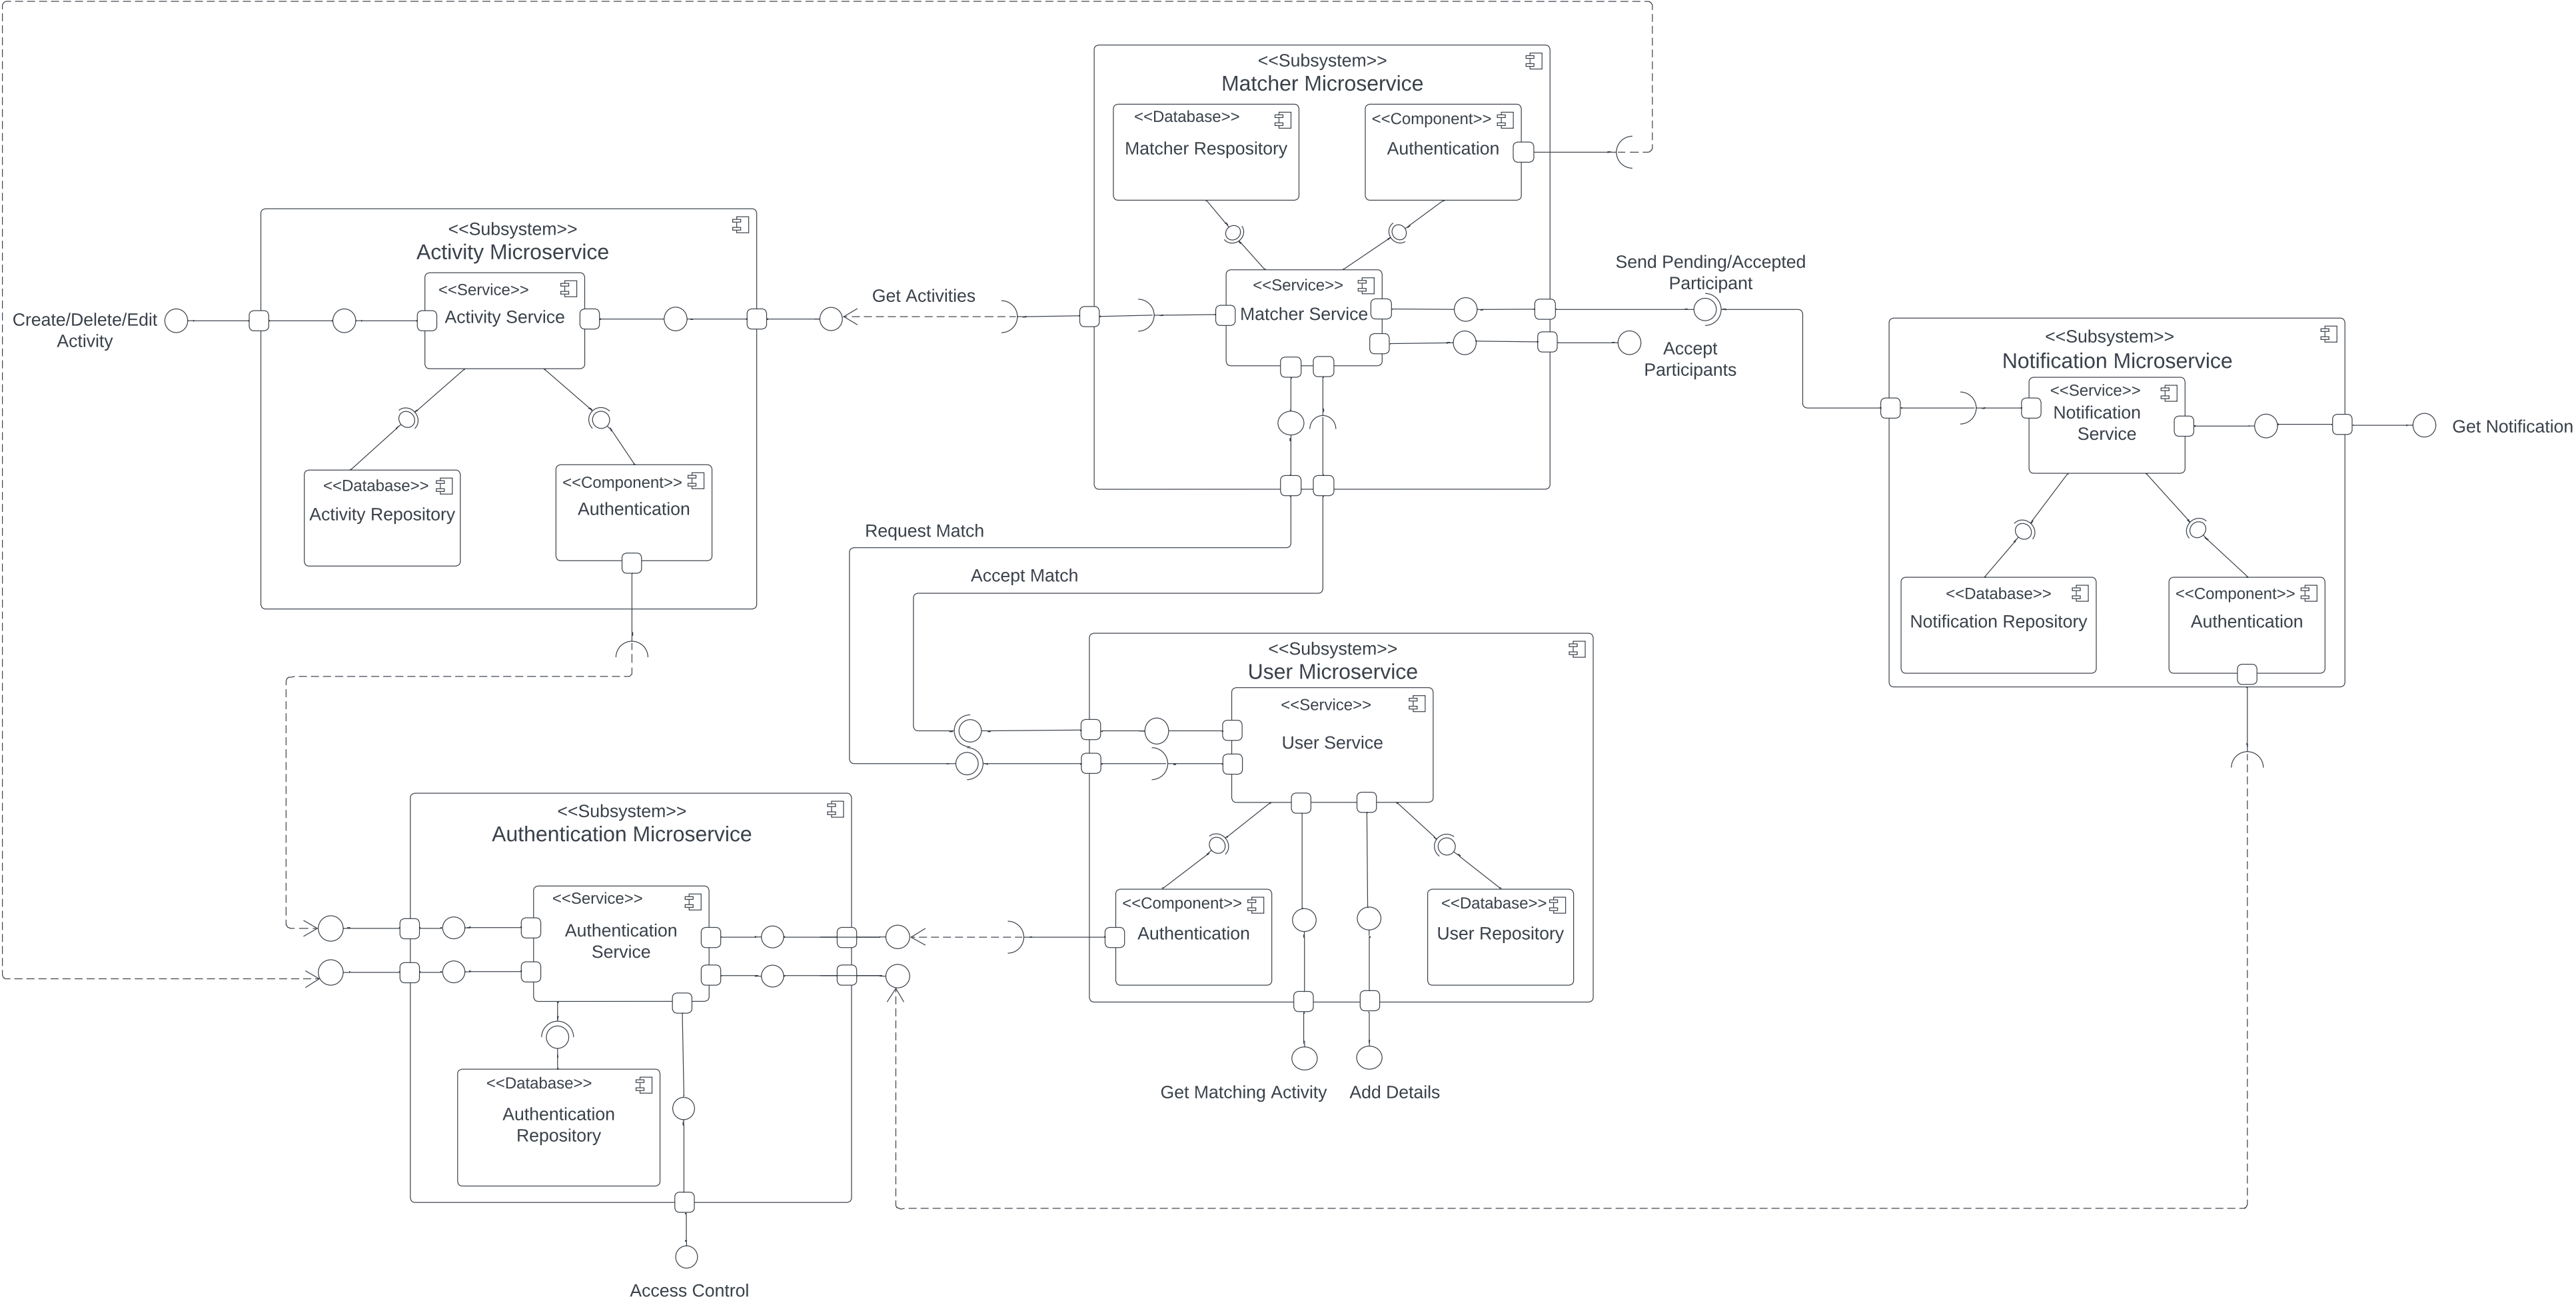 <<Subsystem>>
Matcher Microservice
<<Database>>
Matcher Respository
<<Component>>
Authentication
<<Service>>
Matcher Service
<<Subsystem>>
Activity Microservice
<<Service>>
Activity Service
<<Database>>
Activity Repository
<<Component>>
Authentication
Create/Delete/Edit
Activity
Get Activities
Send Pending/Accepted
Participant
Accept
Participants
<<Subsystem>>
Notification Microservice
<<Service>>
Notification
Service
<<Database>>
Notification Repository
<<Component>>
Authentication
Get Notification
Request Match
Accept Match
<<Subsystem>>
User Microservice
<<Service>>
User Service
<<Component>>
Authentication
<<Database>>
User Repository
Get Matching Activity
Add Details
<<Subsystem>>
Authentication Microservice
<<Service>>
Authentication
Service
<<Database>>
Authentication
Repository
Access Control